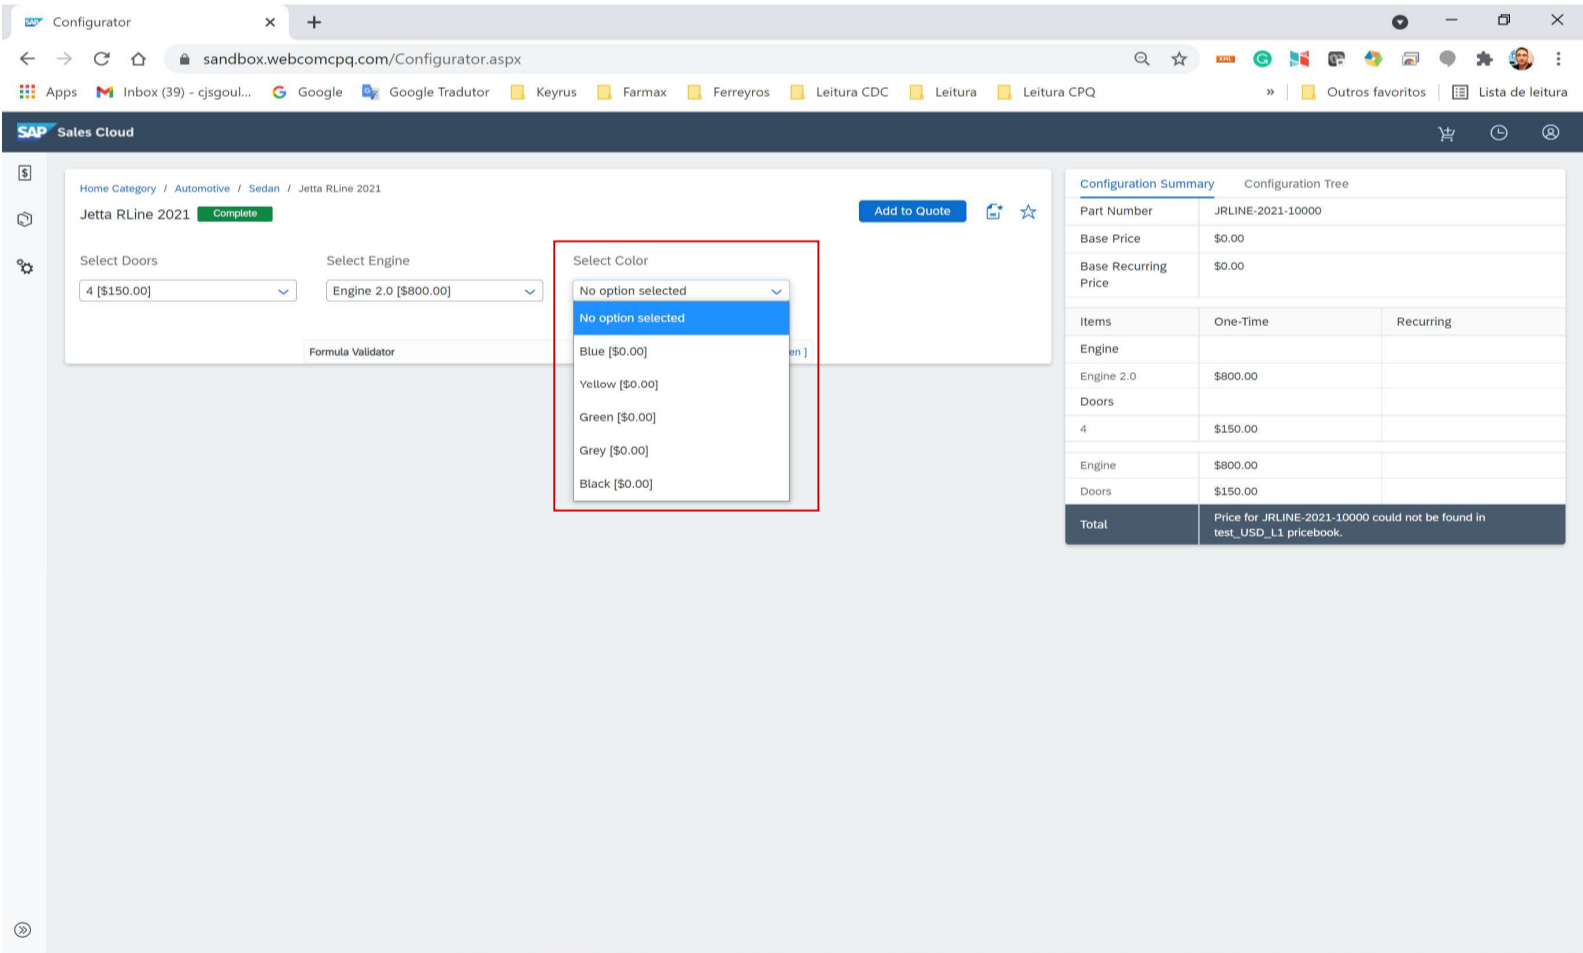 Configurator
sandbox.webcomcpq.com/Configurator.aspx
Apps Inbox (39) - cjsgoul... Google Google Tradutor Keyrus Farmax Ferreyros Leitura CDC Leitura Leitura CPQ » Outros favoritos Lista de leitura
SAP Sales Cloud
Home Category / Automotive / Sedan / Jetta RLine 2021
Jetta RLine 2021 Complete
Add to Quote
Select Doors
4 [$150.00]
Select Engine
Engine 2.0 [$800.00]
Select Color
No option selected
No option selected
Blue [$0.00]
Yellow [$0.00]
Green [$0.00]
Grey [$0.00]
Black [$0.00]
Formula Validator
en ]
Configuration Summary Configuration Tree
Part Number JRLINE-2021-10000
Base Price $0.00
Base Recurring Price $0.00
Items One-Time Recurring
Engine
Engine 2.0 $800.00
Doors
4 $150.00
Engine $800.00
Doors $150.00
Total Price for JRLINE-2021-10000 could not be found in
test_USD_L1 pricebook.